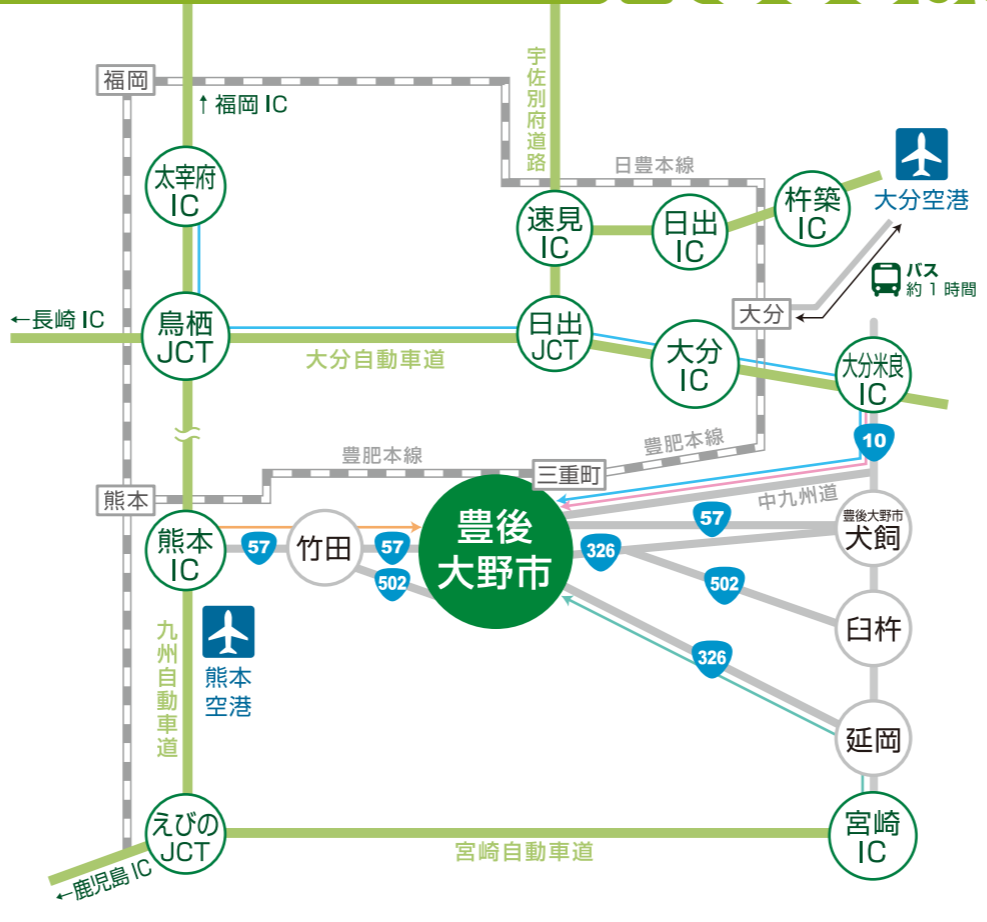 福岡
↑福岡 IC
宇佐別府道路
太宰府
IC
日豊本線
大分空港
速見
IC
日出
IC
杵築
IC
バス
約 1 時間
←長崎 IC
鳥栖
JCT
大分自動車道
日出
JCT
大分
大分
IC
大分米良
IC
10
豊肥本線
豊肥本線
三重町
中九州道
熊本
熊本
IC
57
竹田
57
502
豊後
大野市
57
326
豊後大野市
犬飼
502
臼杵
326
九州自動車道
熊本
空港
延岡
えびの
JCT
宮崎自動車道
宮崎
IC
←鹿児島 IC